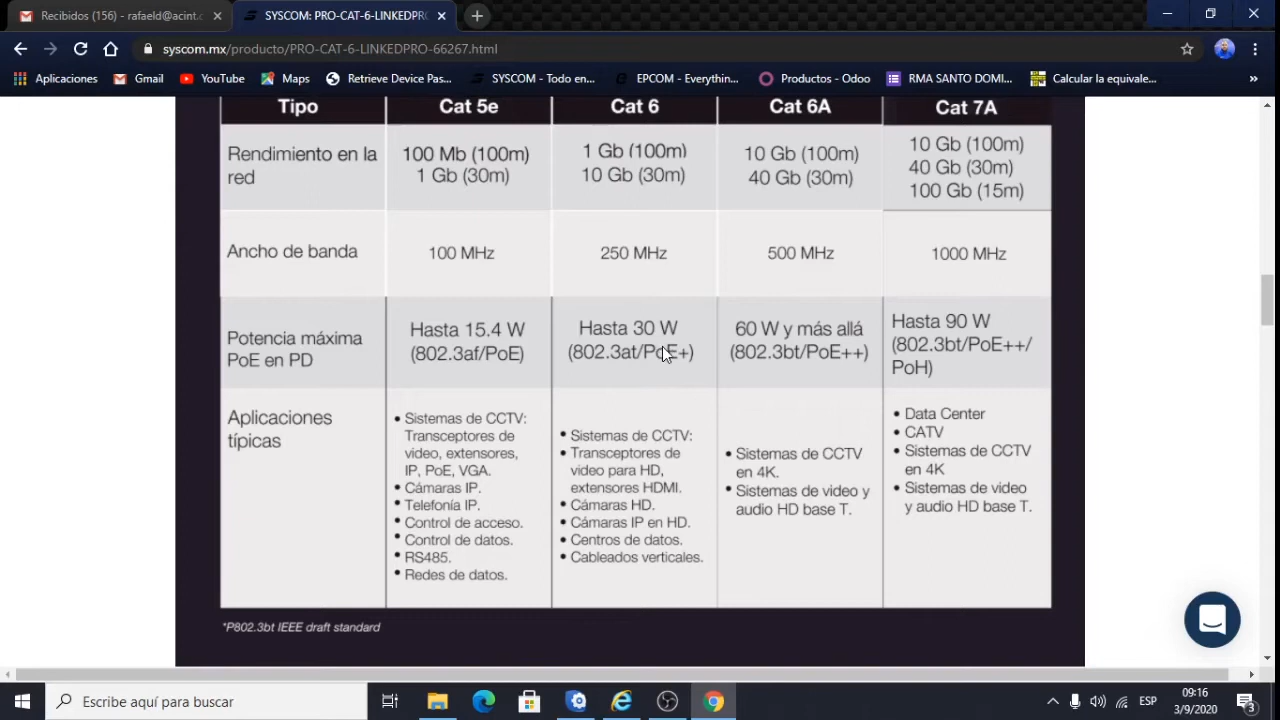 Recibidos (156) - rafaeld@acint.c
SYSCOM: PRO-CAT-6-LINKEDPRO
syscom.mx/producto/PRO-CAT-6-LINKEDPRO-66267.html
Aplicaciones
Gmail
YouTube
Maps
Retrieve Device Pas...
SYSCOM - Todo en...
EPCOM - Everythin...
Productos - Odoo
RMA SANTO DOMI...
Calcular la equivale...
»
Tipo
Cat 5e
Cat 6
Cat 6A
Cat 7A
Rendimiento en la
red
100 Mb (100m)
1 Gb (30m)
1 Gb (100m)
10 Gb (30m)
10 Gb (100m)
40 Gb (30m)
10 Gb (100m)
40 Gb (30m)
100 Gb (15m)
Ancho de banda
100 MHz
250 MHz
500 MHz
1000 MHz
Potencia máxima
PoE en PD
Hasta 15.4 W
(802.3af/PoE)
Hasta 30 W
(802.3at/PoE+)
60 W y más allá
(802.3bt/PoE++)
Hasta 90 W
(802.3bt/PoE++/
PoH)
Aplicaciones
típicas
• Sistemas de CCTV:
Transceptores de
video, extensores,
IP, PoE, VGA.
• Cámaras IP.
• Telefonía IP.
• Control de acceso.
• Control de datos.
• RS485.
• Redes de datos.
• Sistemas de CCTV:
• Transceptores de
video para HD,
extensores HDMI.
• Cámaras HD.
• Cámaras IP en HD.
• Centros de datos.
• Cableados verticales.
• Sistemas de CCTV
en 4K.
• Sistemas de video y
audio HD base T.
• Data Center
• CATV
• Sistemas de CCTV
en 4K
• Sistemas de video
y audio HD base T.
*P802.3bt IEEE draft standard
Escribe aquí para buscar
ESP
09:16
3/9/2020
3